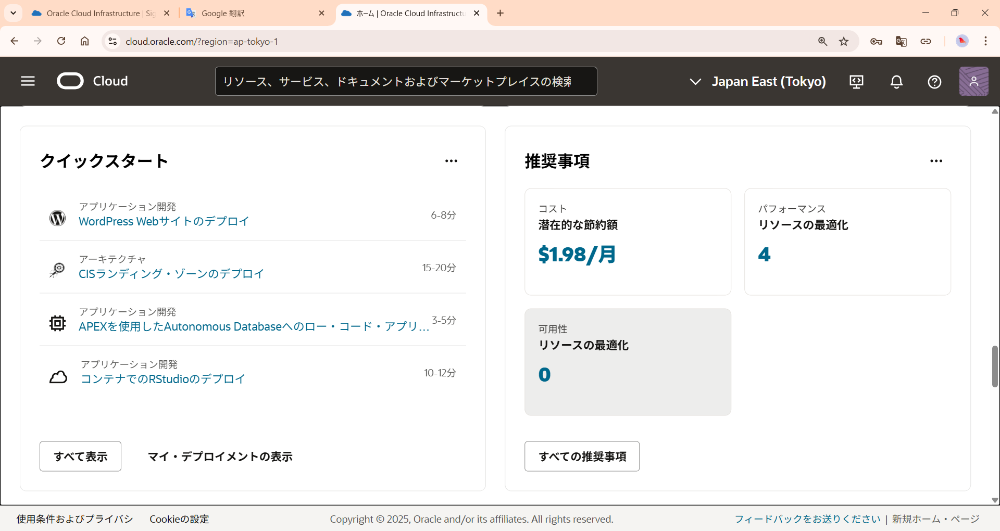 Oracle Cloud Infrastructure | Sig
Google 翻訳
ホーム | Oracle Cloud Infrastructu
cloud.oracle.com/?region=ap-tokyo-1
Cloud
リソース、サービス、ドキュメントおよびマーケットプレイスの検索
Japan East (Tokyo)
クイックスタート
アプリケーション開発
WordPress Webサイトのデプロイ
6-8分
アーキテクチャ
CISランディング・ゾーンのデプロイ
15-20分
アプリケーション開発
APEXを使用したAutonomous Databaseへのロー・コード・アプリ...
3-5分
アプリケーション開発
コンテナでのRStudioのデプロイ
10-12分
すべて表示
マイ・デプロイメントの表示
推奨事項
コスト
潜在的な節約額
$1.98/月
パフォーマンス
リソースの最適化
4
可用性
リソースの最適化
0
すべての推奨事項
使用条件およびプライバシ
Cookieの設定
Copyright © 2025, Oracle and/or its affiliates. All rights reserved.
フィードバックをお送りください | 新規ホーム・ページ